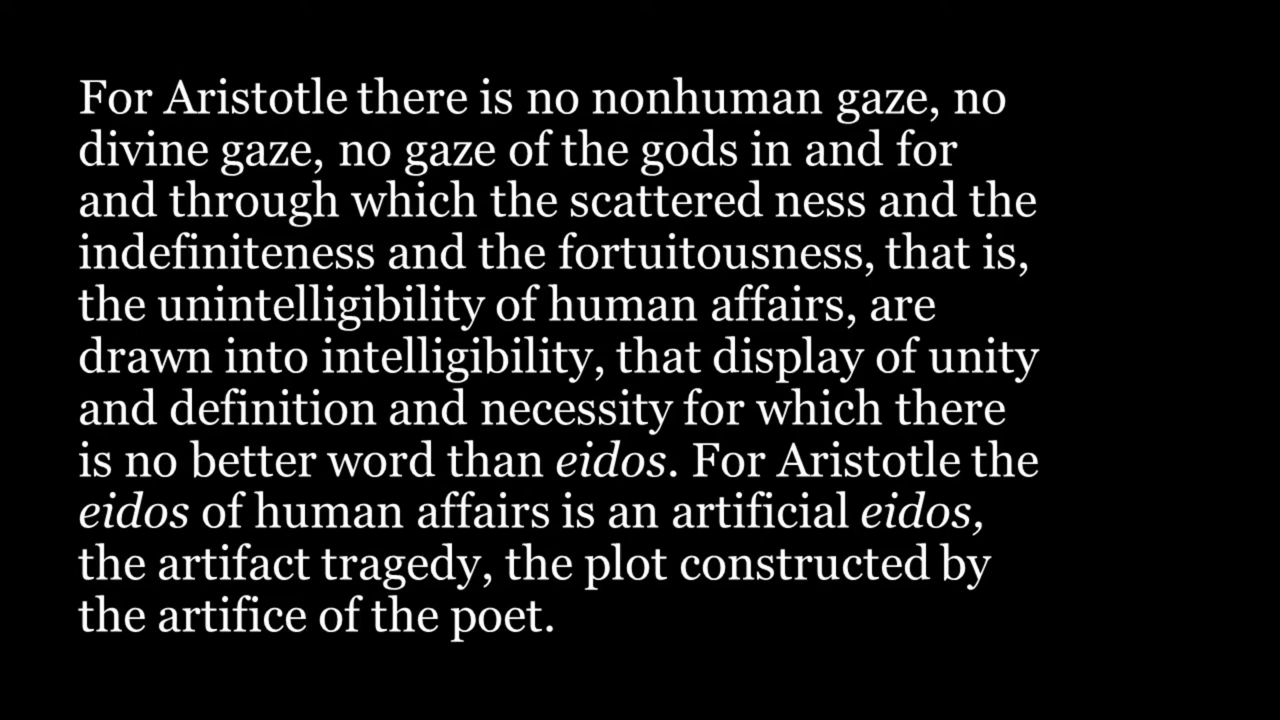 For Aristotle there is no nonhuman gaze, no
divine gaze, no gaze of the gods in and for
and through which the scattered ness and the
indefiniteness and the fortuitousness, that is,
the unintelligibility of human affairs, are
drawn into intelligibility, that display of unity
and definition and necessity for which there
is no better word than eidos. For Aristotle the
eidos of human affairs is an artificial eidos,
the artifact tragedy, the plot constructed by
the artifice of the poet.